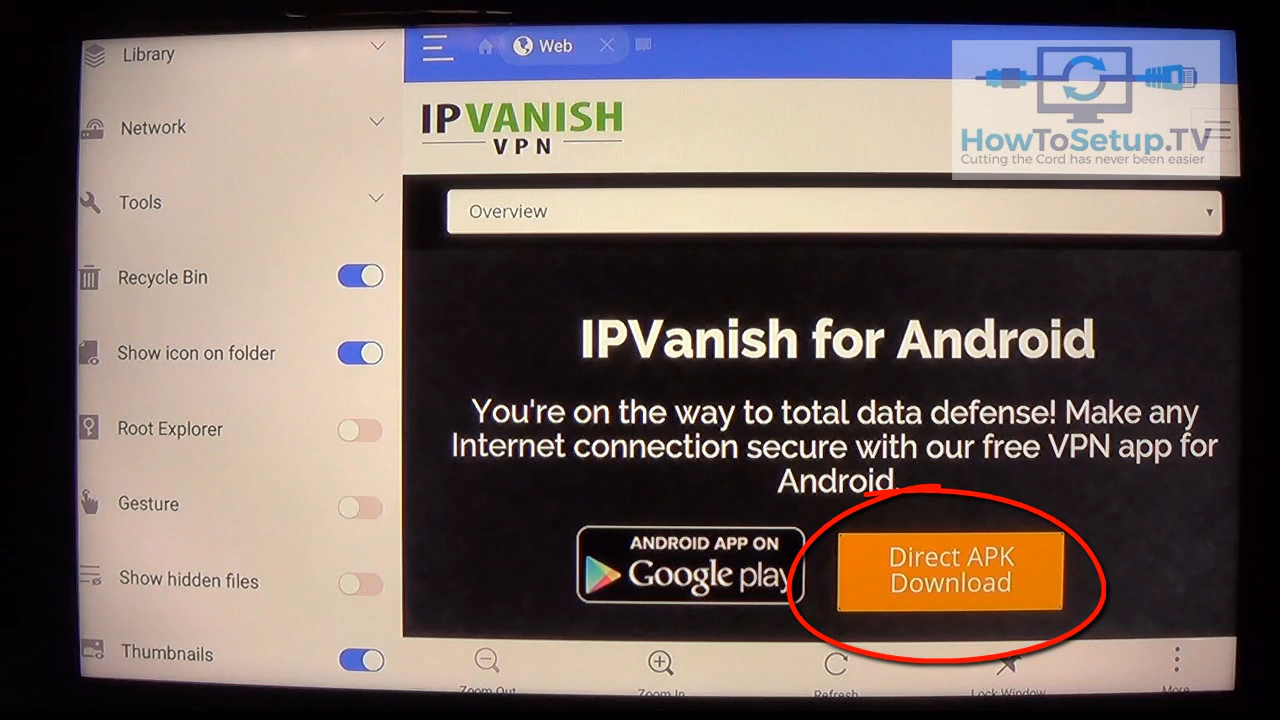 Library
Network
Tools
Recycle Bin
Show icon on folder
Root Explorer
Gesture
Show hidden files
Thumbnails
Web
HowToSetup.TV
Cutting the Cord has never been easier
IPVANISH
VPN
Overview
IPVanish for Android
You're on the way to total data defense! Make any
Internet connection secure with our free VPN app for
Android.
ANDROID APP ON
Google play
Direct APK
Download
Zoom Out
Zoom In
Refresh
Lock Window
More